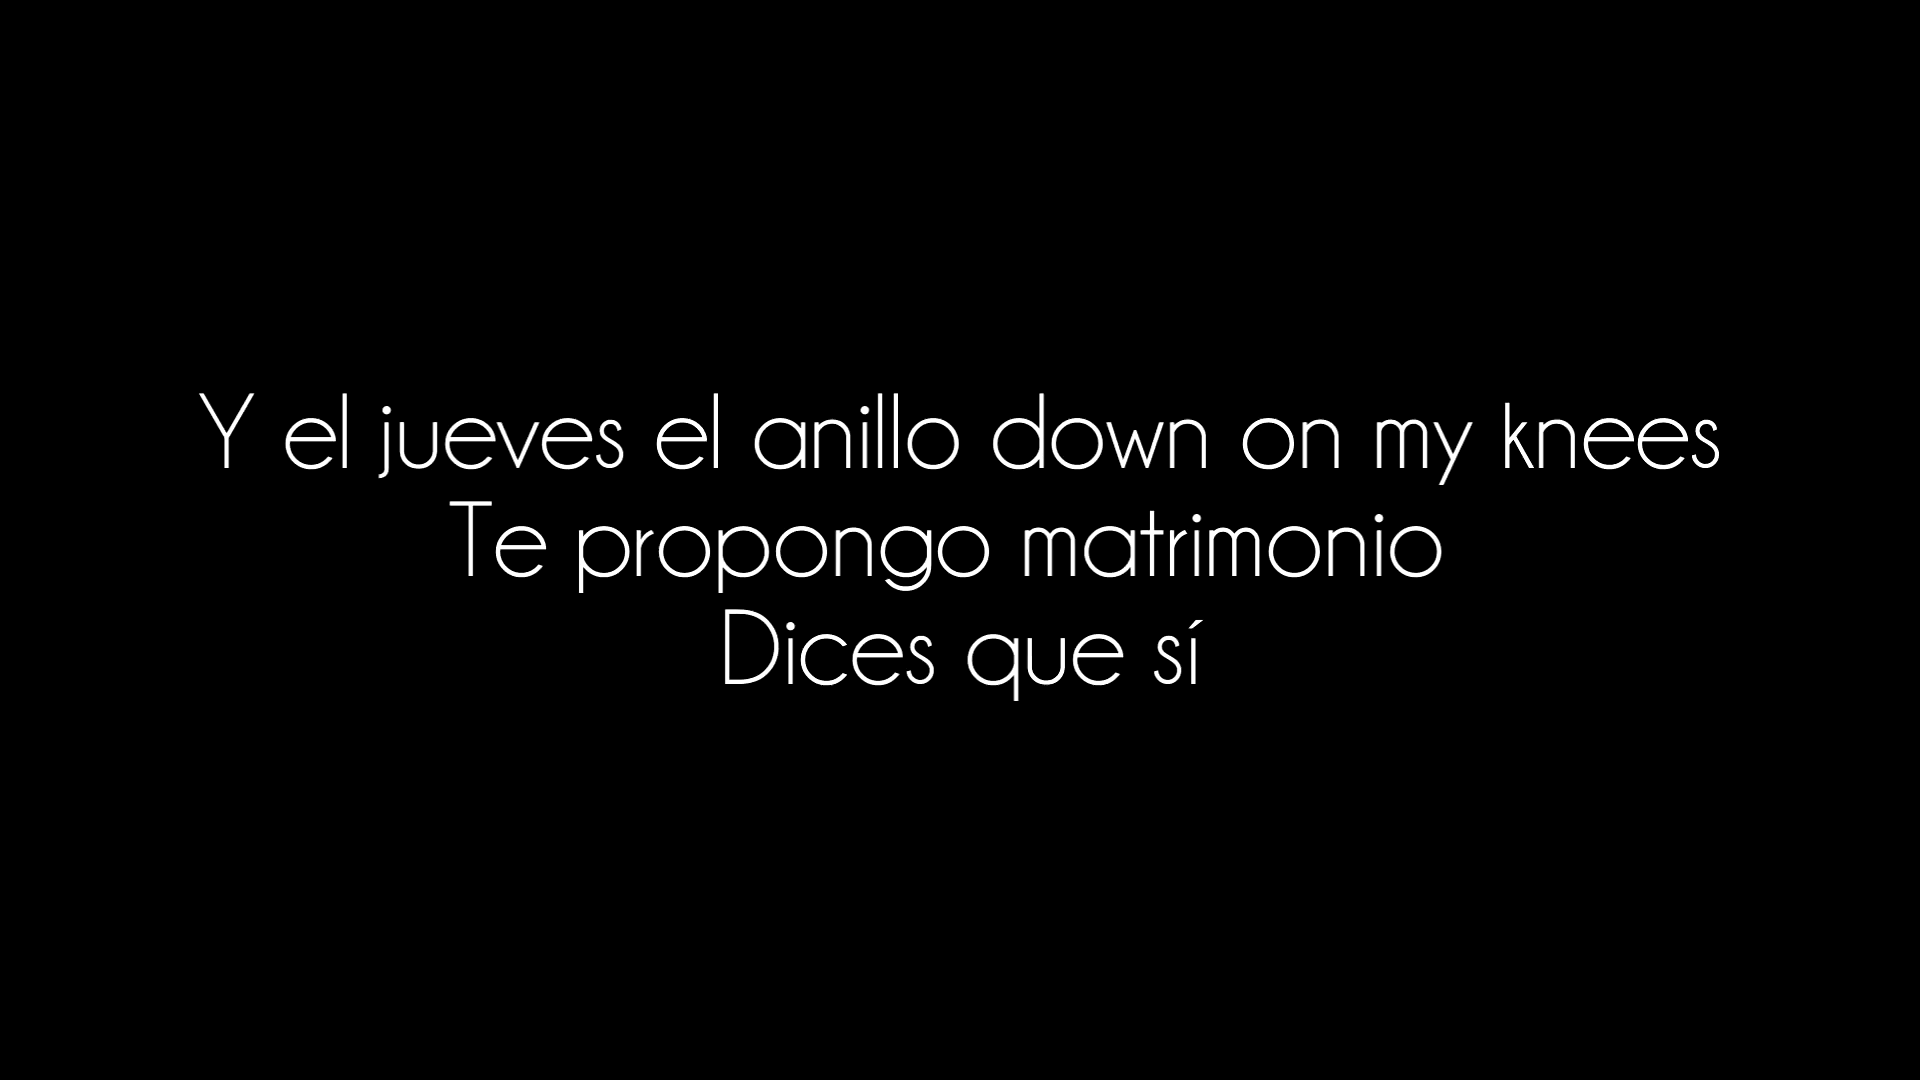 Y el jueves el anillo down on my knees
Te propongo matrimonio
Dices que sí